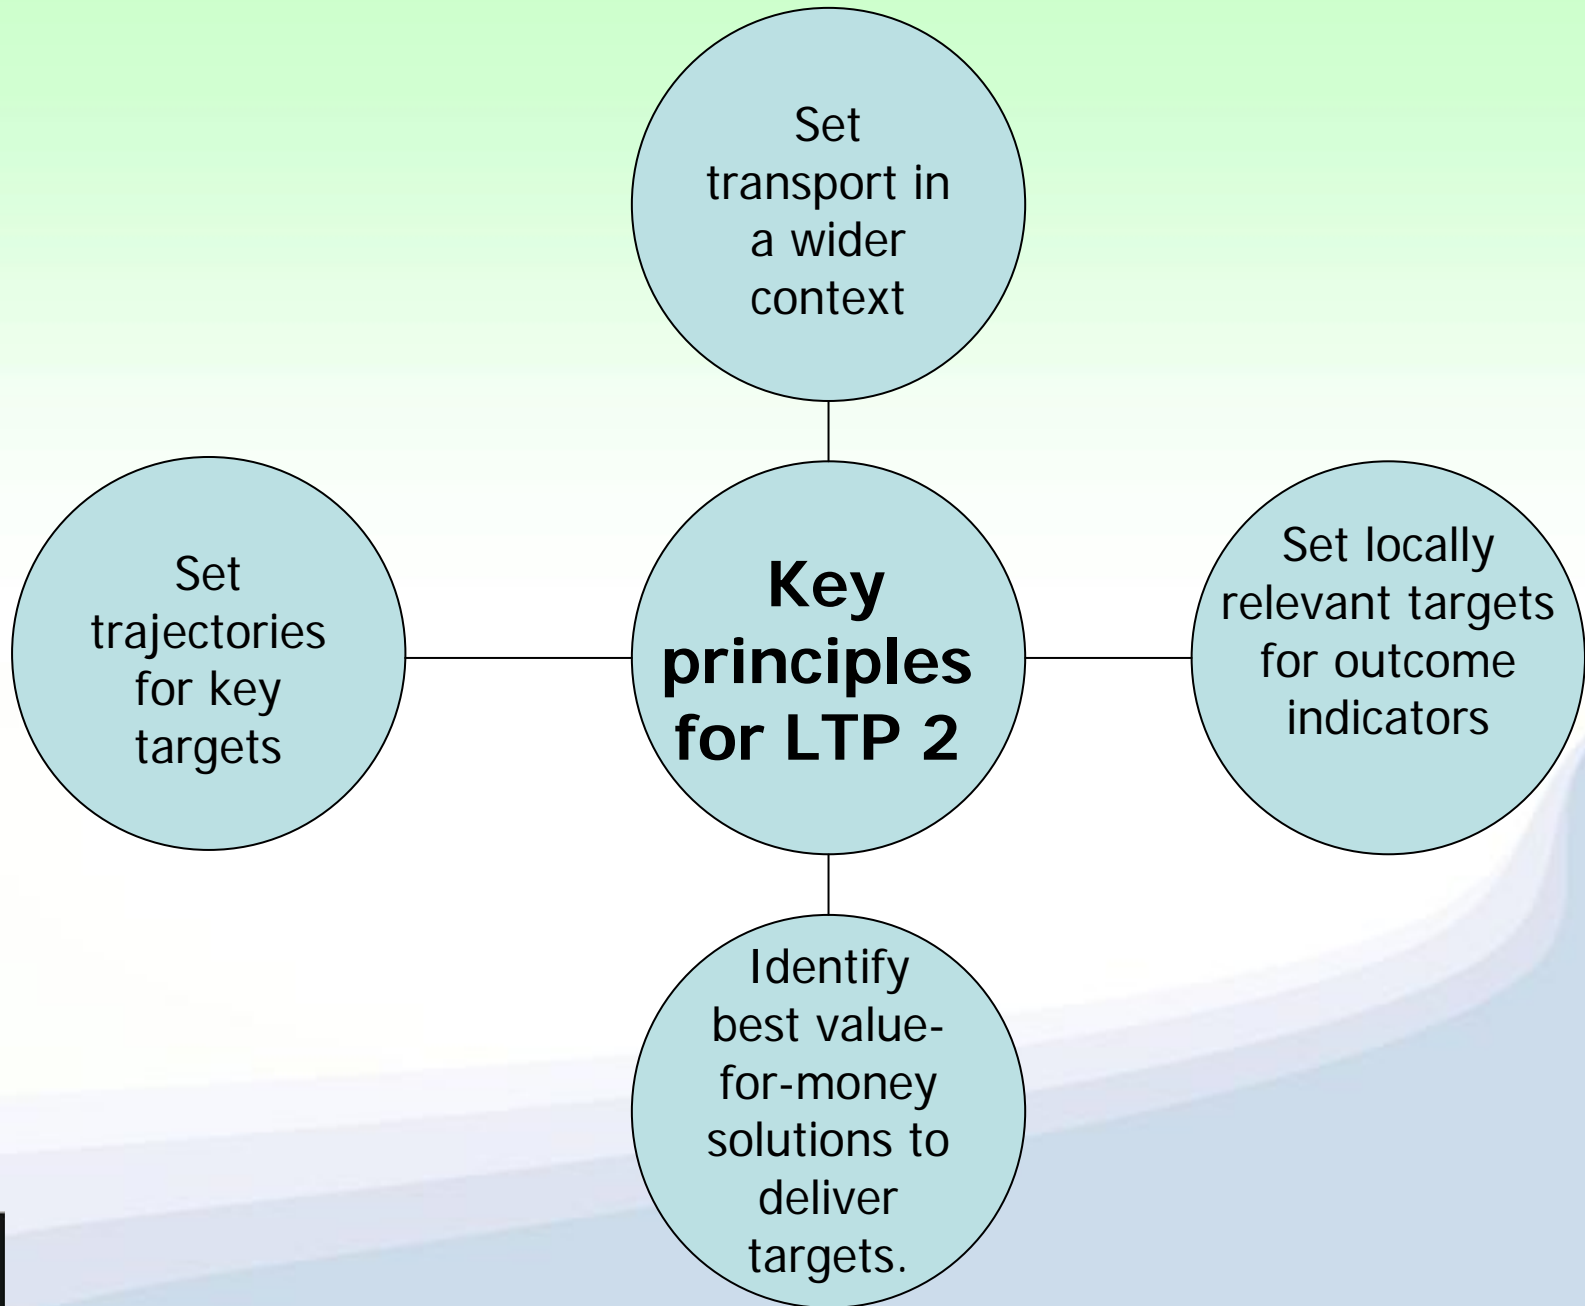 Set
transport in
a wider
context
Set
trajectories
for key
targets
Key
principles
for LTP 2
Set locally
relevant targets
for outcome
indicators
Identify
best value-
for-money
solutions to
deliver
targets.